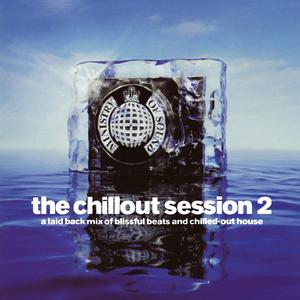 MINISTRY OF SOUND
the chillout session 2
a laid back mix of blissful beats and chilled-out house